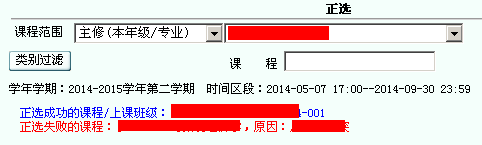 正选
课程范围 主修(本年级/专业)
类别过滤 课 程
学年学期：2014-2015学年第二学期 时间区段：2014-05-07 17:00--2014-09-30 23:59
正选成功的课程/上课班级： -001
正选失败的课程： ，原因：